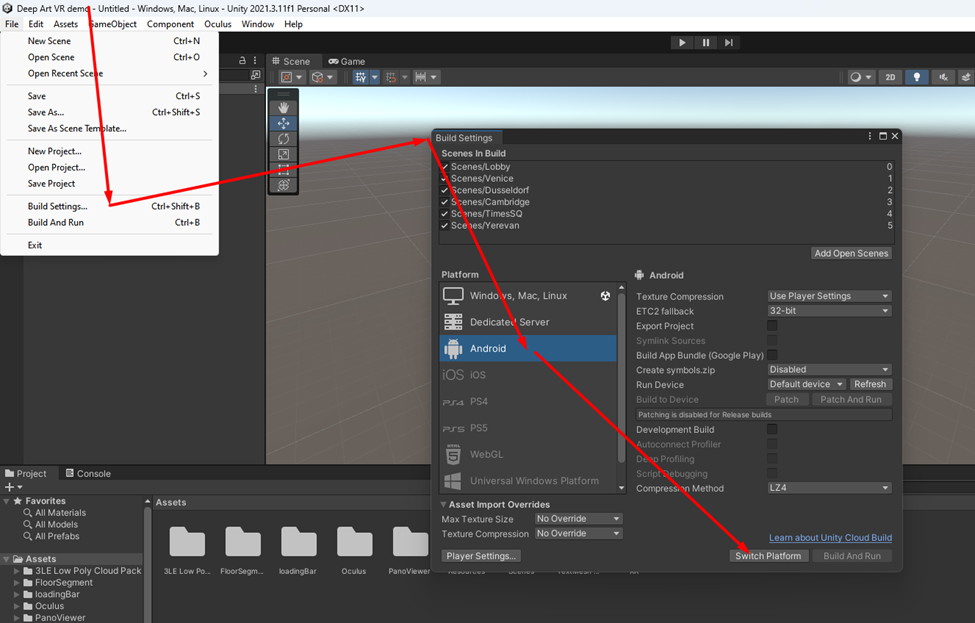 Deep Art VR demo - Untitled - Windows, Mac, Linux - Unity 2021.3.11f1 Personal <DX11>
File Edit Assets GameObject Component Oculus Window Help
New Scene Ctrl+N
Open Scene Ctrl+O
Open Recent Scene
Save Ctrl+S
Save As... Ctrl+Shift+S
Save As Scene Template...
New Project...
Open Project...
Save Project
Build Settings... Ctrl+Shift+B
Build And Run Ctrl+B
Exit
Scene Game
2D
Build Settings
Scenes In Build
Scenes/Lobby 0
Scenes/Venice 1
Scenes/Dusseldorf 2
Scenes/Cambridge 3
Scenes/TimesSQ 4
Scenes/Yerevan 5
Add Open Scenes
Platform
Windows, Mac, Linux
Dedicated Server
Android
iOS iOS
PS4 PS4
PS5 PS5
HTML
WebGL
Universal Windows Platform
Android
Texture Compression Use Player Settings
ETC2 fallback 32-bit
Export Project
Symlink Sources
Build App Bundle (Google Play)
Create symbols.zip Disabled
Run Device Default device Refresh
Build to Device Patch Patch And Run
Patching is disabled for Release builds
Development Build
Autoconnect Profiler
Deep Profiling
Script Debugging
Compression Method LZ4
Asset Import Overrides
Max Texture Size No Override
Texture Compression No Override
Learn about Unity Cloud Build
Player Settings... Switch Platform Build And Run
Project Console
Favorites
All Materials
All Models
All Prefabs
Assets
3LE Low Poly Cloud Pack
FloorSegment
loadingBar
Oculus
PanoViewer
Assets
3LE Low Po... FloorSegm... loadingBar Oculus PanoViewer